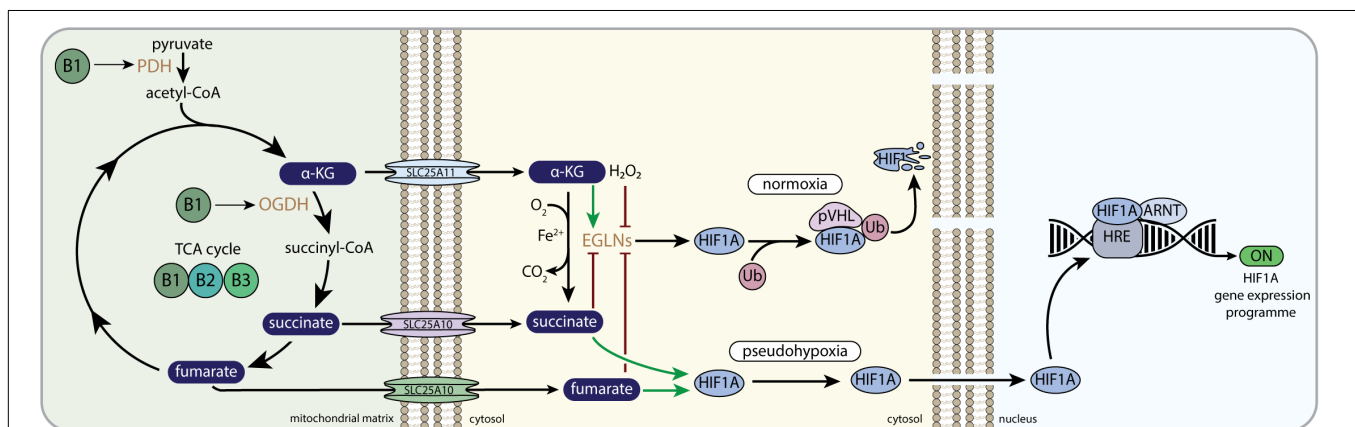 pyruvate
B1
PDH
acetyl-CoA
α-KG
SLC25A11
α-KG
H₂O₂
B1
OGDH
O₂
Fe²⁺
CO₂
EGLNs
succinyl-CoA
TCA cycle
B1 B2 B3
succinate
SLC25A10
succinate
fumarate
SLC25A10
fumarate
mitochondrial matrix
cytosol
normoxia
HIF1A
Ub
pVHL
HIF1A
Ub
HIF1
pseudohypoxia
HIF1A
HIF1A
cytosol
nucleus
HIF1A
HIF1A
ARNT
HRE
ON
HIF1A
gene expression
programme